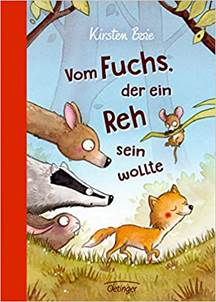 Kirsten Boie
Vom Fuchs,
der ein
Reh
sein
wollte
Oetinger